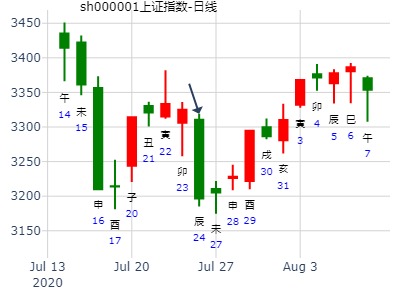 sh000001上证指数-日线
3450
3400
3350
3300
3250
3200
3150
午
14
未
15
申
16
酉
17
子
20
丑
21
寅
22
卯
23
辰
24
未
27
申
28
酉
29
戌
30
亥
31
寅
3
卯
4
辰
5
巳
6
午
7
Jul 13
2020
Jul 20
Jul 27
Aug 3